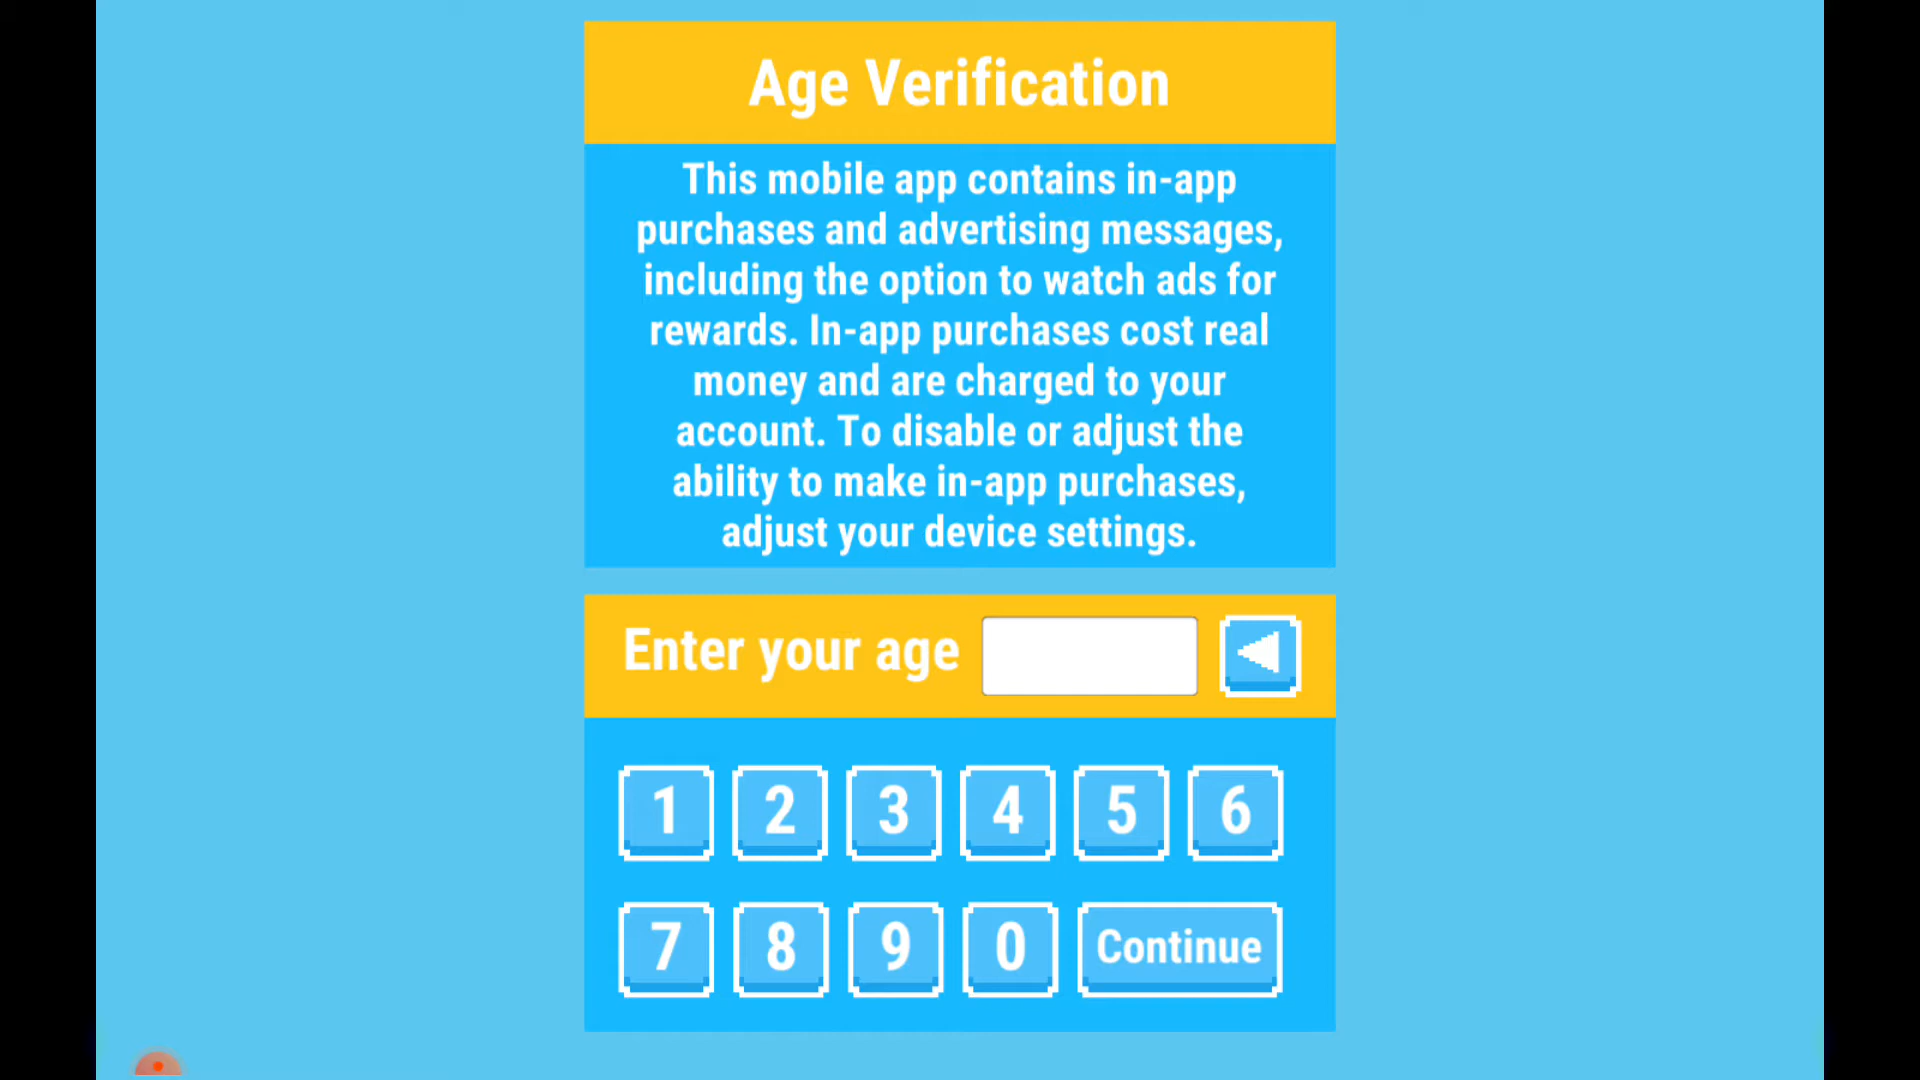 Age Verification
This mobile app contains in-app
purchases and advertising messages,
including the option to watch ads for
rewards. In-app purchases cost real
money and are charged to your
account. To disable or adjust the
ability to make in-app purchases,
adjust your device settings.
Enter your age
1 2 3 4 5 6
7 8 9 0 Continue